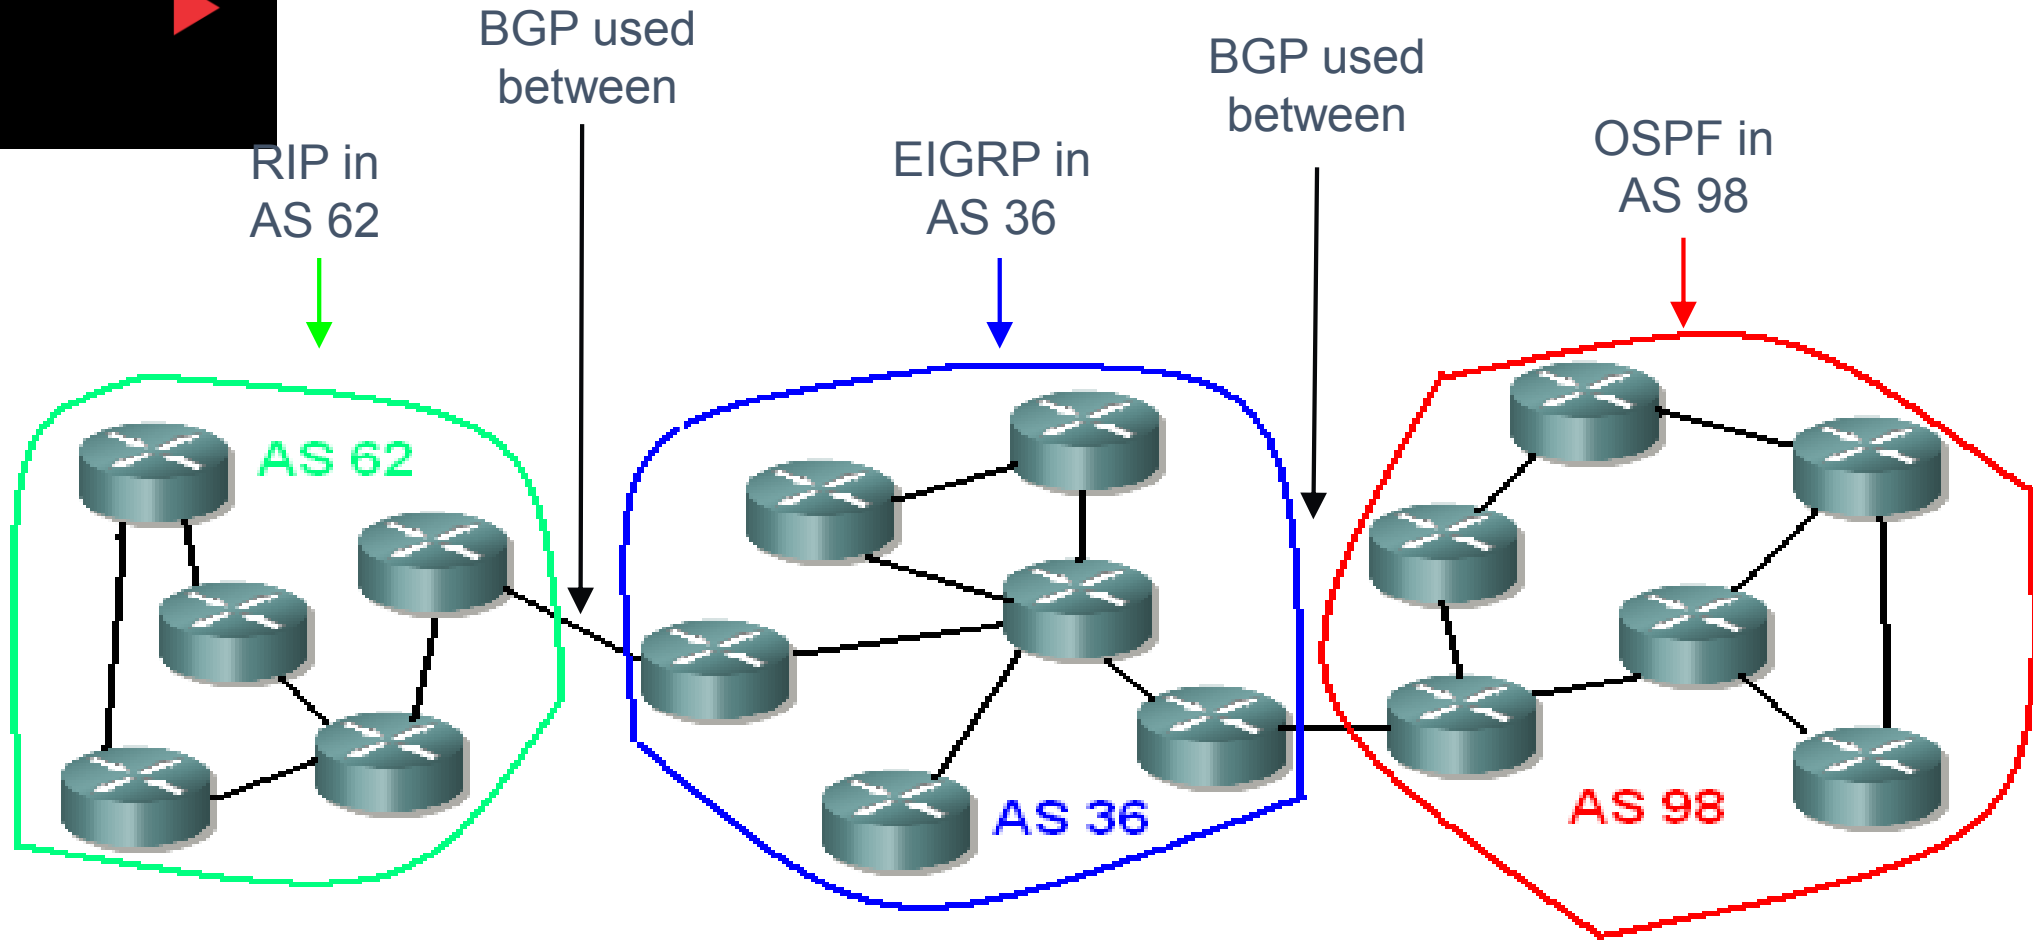 BGP used
between
BGP used
between
RIP in
AS 62
EIGRP in
AS 36
OSPF in
AS 98
AS 62
AS 36
AS 98